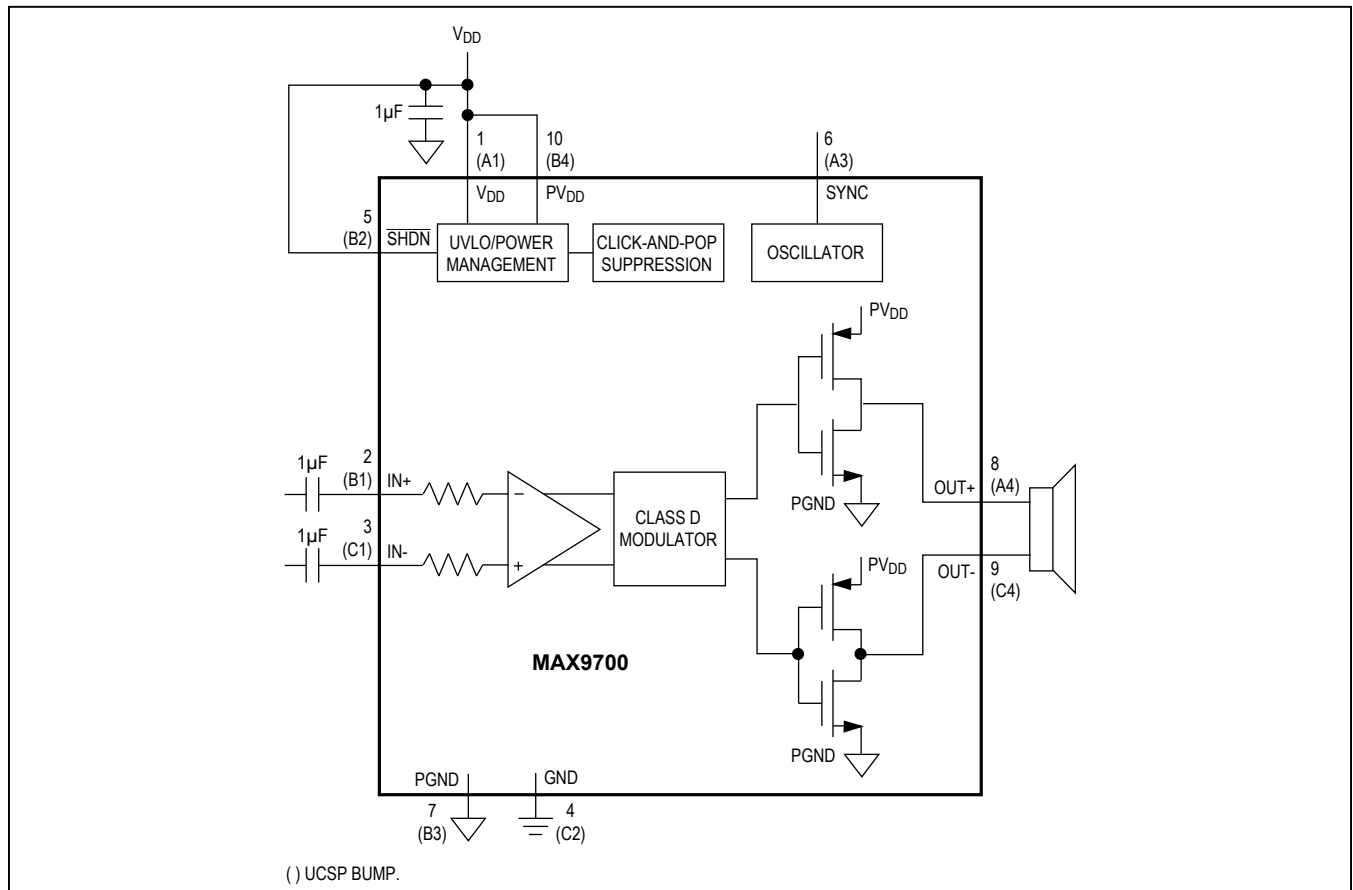 VDD
1µF
1
(A1)
10
(B4)
6
(A3)
VDD
PVDD
SYNC
5
(B2)
SHDN
UVLO/POWER
MANAGEMENT
CLICK-AND-POP
SUPPRESSION
OSCILLATOR
PVDD
1µF
2
(B1)
IN+
−
CLASS D
MODULATOR
PGND
OUT+
8
(A4)
1µF
3
(C1)
IN-
+
PVDD
OUT-
9
(C4)
MAX9700
PGND
PGND
GND
7
(B3)
4
(C2)
( ) UCSP BUMP.